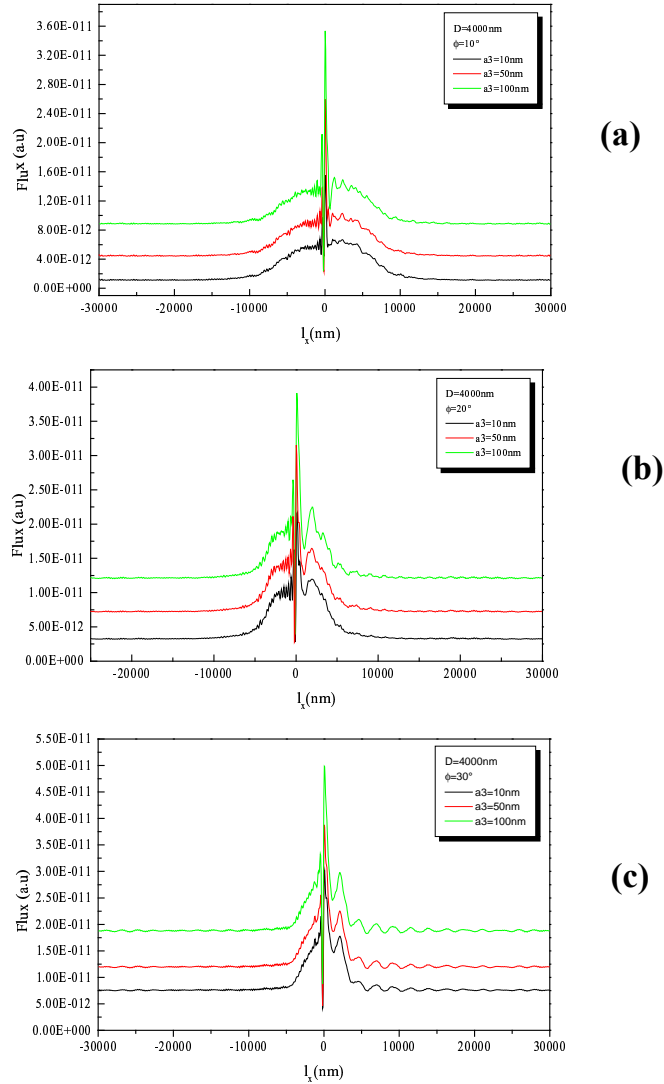 3.60E-011
3.20E-011
2.80E-011
2.40E-011
2.00E-011
1.60E-011
1.20E-011
8.00E-012
4.00E-012
0.00E+000
Flux (a.u)
D=4000nm
ϕ=10°
a3=10nm
a3=50nm
a3=100nm
-30000 -20000 -10000 0 10000 20000 30000
l_x(nm)
(a)
4.00E-011
3.50E-011
3.00E-011
2.50E-011
2.00E-011
1.50E-011
1.00E-011
5.00E-012
0.00E+000
Flux (a.u)
D=4000nm
ϕ=20°
a3=10nm
a3=50nm
a3=100nm
-20000 -10000 0 10000 20000 30000
l_x(nm)
(b)
5.50E-011
5.00E-011
4.50E-011
4.00E-011
3.50E-011
3.00E-011
2.50E-011
2.00E-011
1.50E-011
1.00E-011
5.00E-012
0.00E+000
Flux (a.u)
D=4000nm
ϕ=30°
a3=10nm
a3=50nm
a3=100nm
-30000 -20000 -10000 0 10000 20000 30000
l_x(nm)
(c)